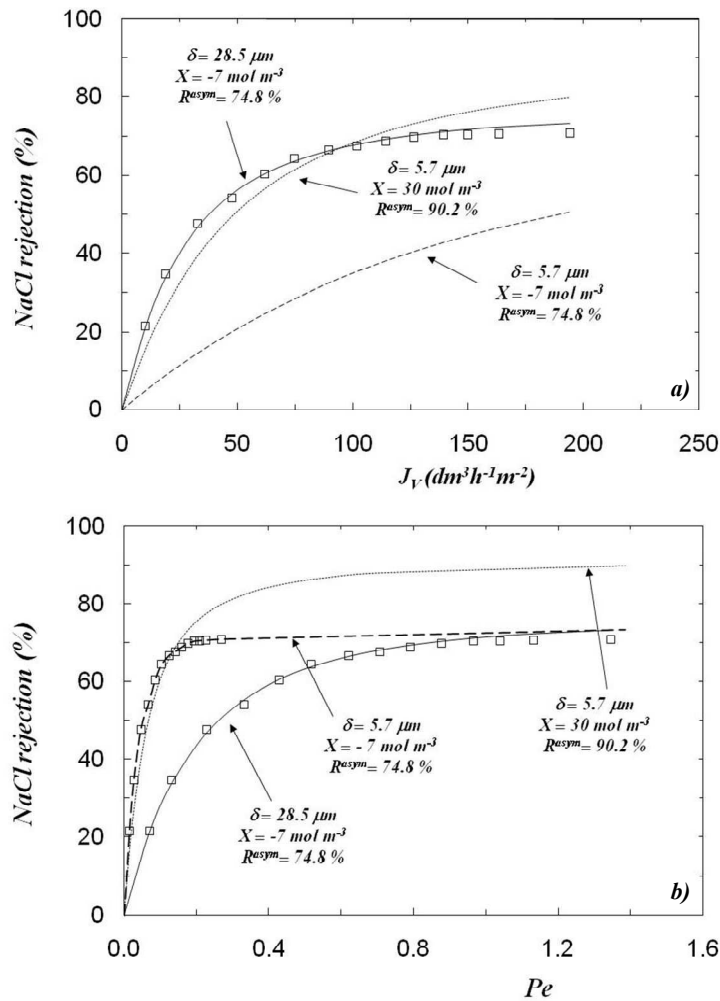 100
80
60
40
20
0
NaCl rejection (%)
δ= 28.5 μm
X = -7 mol m-3
Rasym= 74.8 %
δ= 5.7 μm
X = 30 mol m-3
Rasym= 90.2 %
δ= 5.7 μm
X = -7 mol m-3
Rasym= 74.8 %
a)
0 50 100 150 200 250
JV (dm3h-1m-2)
100
80
60
40
20
0
NaCl rejection (%)
δ= 5.7 μm
X = - 7 mol m-3
Rasym= 74.8 %
δ= 5.7 μm
X = 30 mol m-3
Rasym= 90.2 %
δ= 28.5 μm
X = -7 mol m-3
Rasym= 74.8 %
b)
0.0 0.4 0.8 1.2 1.6
Pe